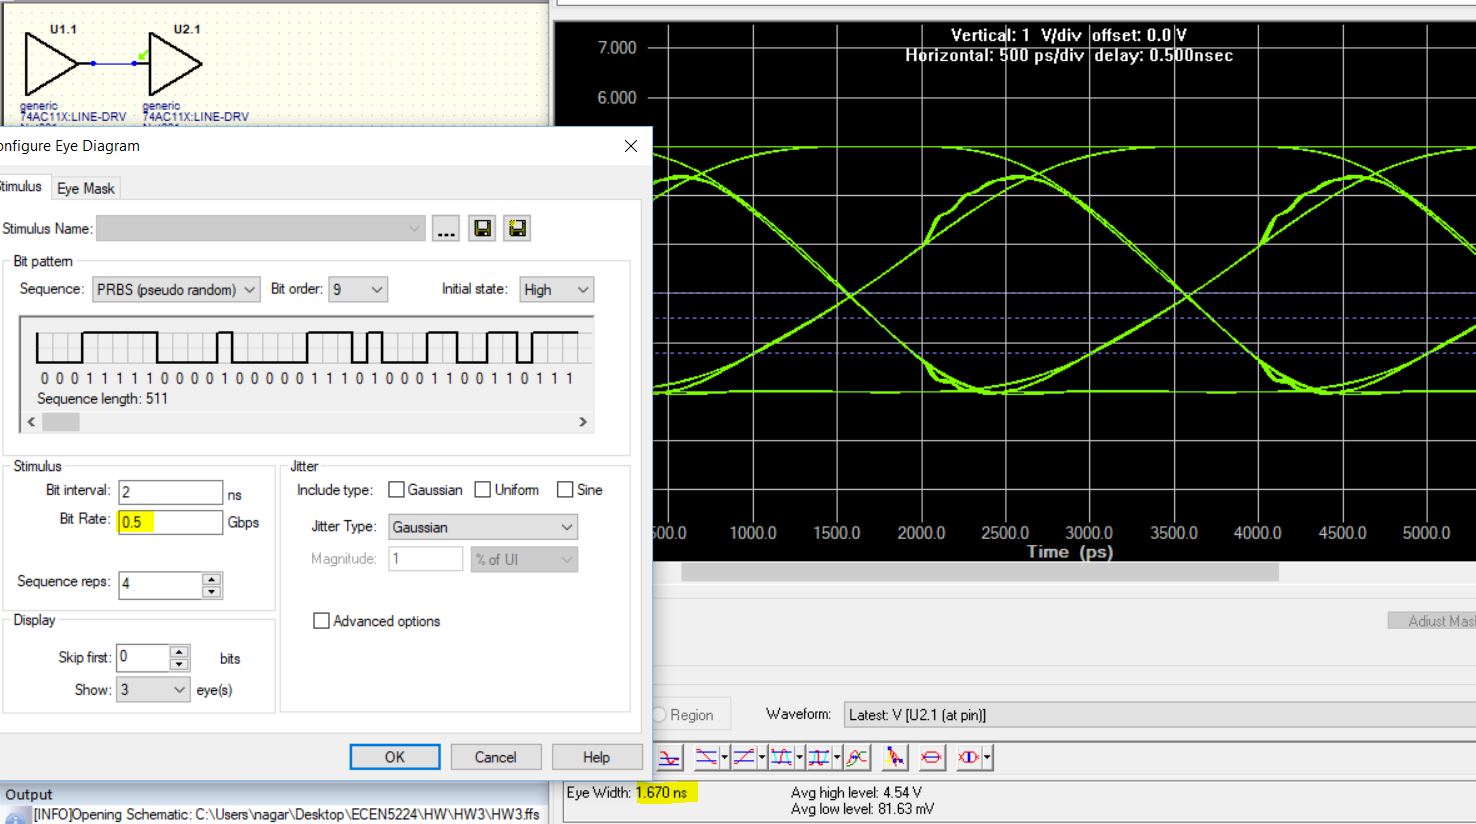 U1.1 U2.1
generic generic
74AC11X:LINE-DRV 74AC11X:LINE-DRV
onfigure Eye Diagram
Stimulus Eye Mask
Stimulus Name: ...
Bit pattern
Sequence: PRBS (pseudo random) Bit order: 9 Initial state: High
0 0 0 1 1 1 1 1 0 0 0 0 1 0 0 0 0 0 1 1 1 0 1 0 0 0 1 1 0 0 1 1 0 1 1 1
Sequence length: 511
Stimulus
Bit interval: 2 ns
Bit Rate: 0.5 Gbps
Sequence reps: 4
Display
Skip first: 0 bits
Show: 3 eye(s)
Jitter
Include type: Gaussian Uniform Sine
Jitter Type: Gaussian
Magnitude: 1 % of UI
Advanced options
OK Cancel Help
Output
[INFO]Opening Schematic: C:\Users\nagar\Desktop\ECEN5224\HW\HW3\HW3.ffs
Vertical: 1 V/div offset: 0.0 V
Horizontal: 500 ps/div delay: 0.500nsec
7.000
6.000
500.0 1000.0 1500.0 2000.0 2500.0 3000.0 3500.0 4000.0 4500.0 5000.0
Time (ps)
Adjust Mas
Region Waveform: Latest: V [U2.1 (at pin)]
Eye Width: 1.670 ns Avg high level: 4.54 V
Avg low level: 81.63 mV